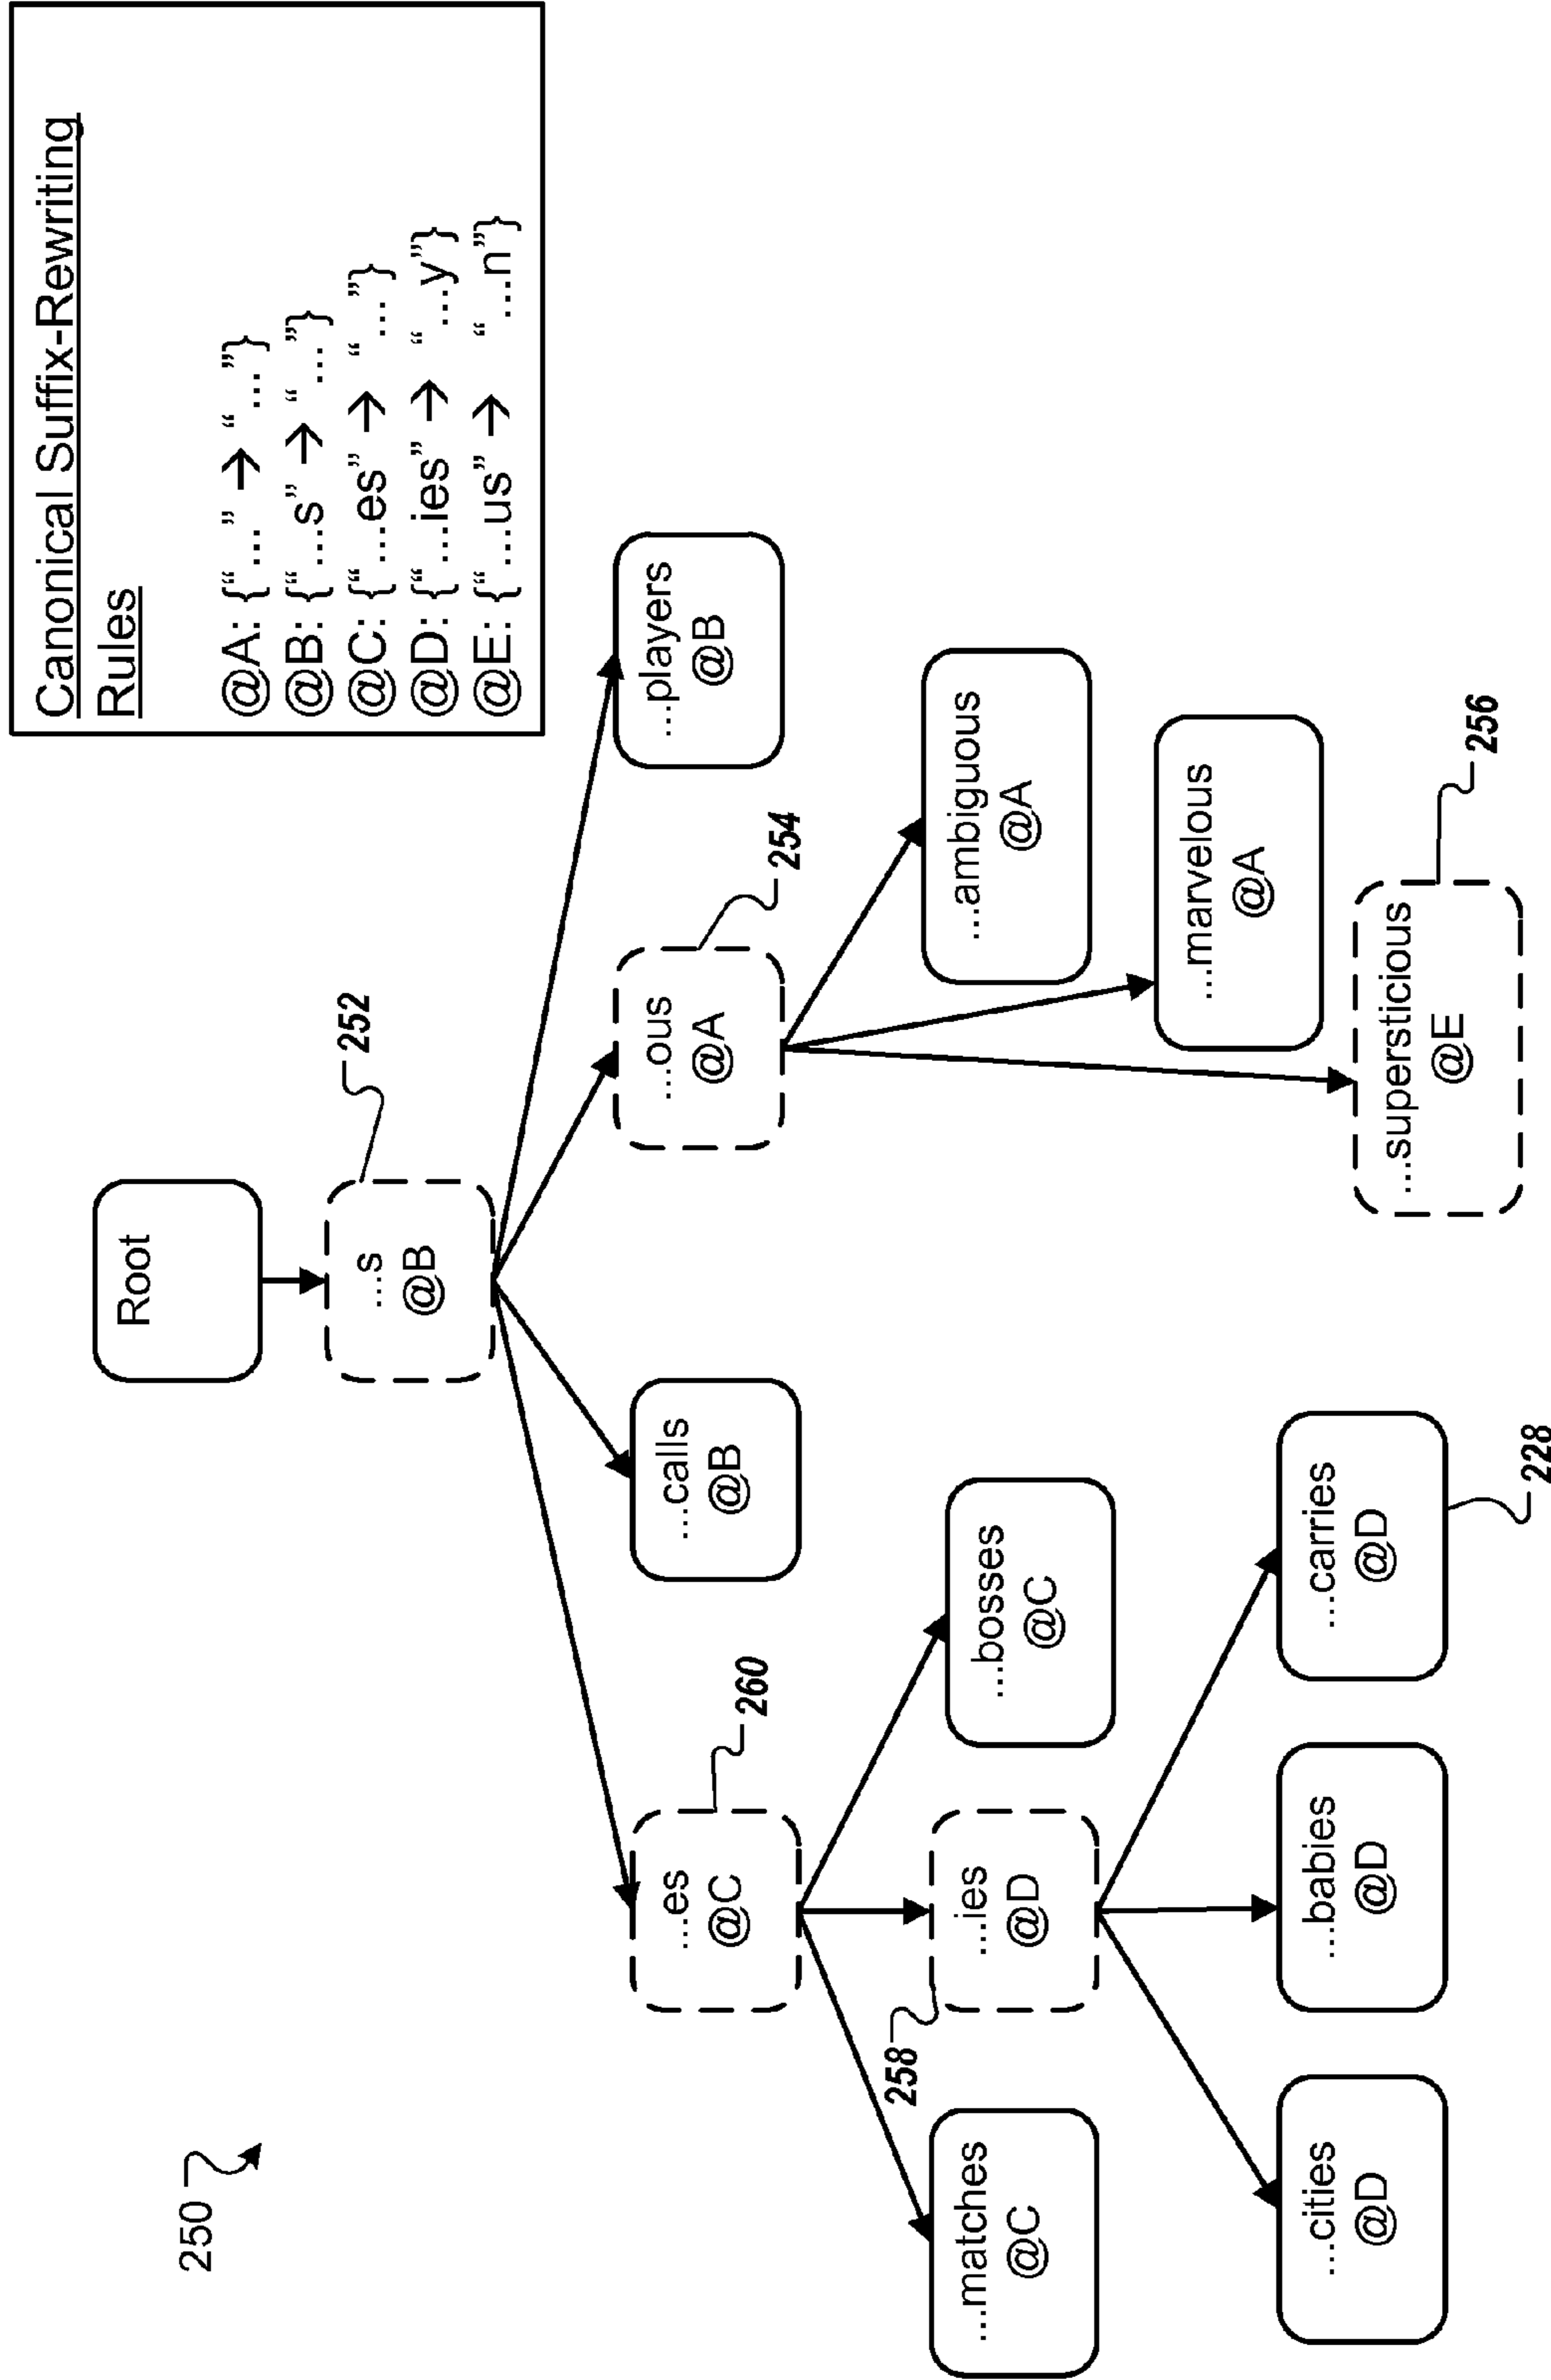 250
Canonical Suffix-Rewriting
Rules
@A: {“...” → “ ...”}
@B: {“...s” → “ ...”}
@C: {“...es” → “ ...”}
@D: {“...ies” → “ ...y”}
@E: {“....us” → “ ...n”}
Root
...s
@B
252
...es
@C
260
...calls
@B
...ous
@A
254
...players
@B
...matches
@C
258
...ies
@D
...bosses
@C
...ambiguous
@A
...marvelous
@A
...supersticious
@E
256
...cities
@D
...babies
@D
...carries
@D
228